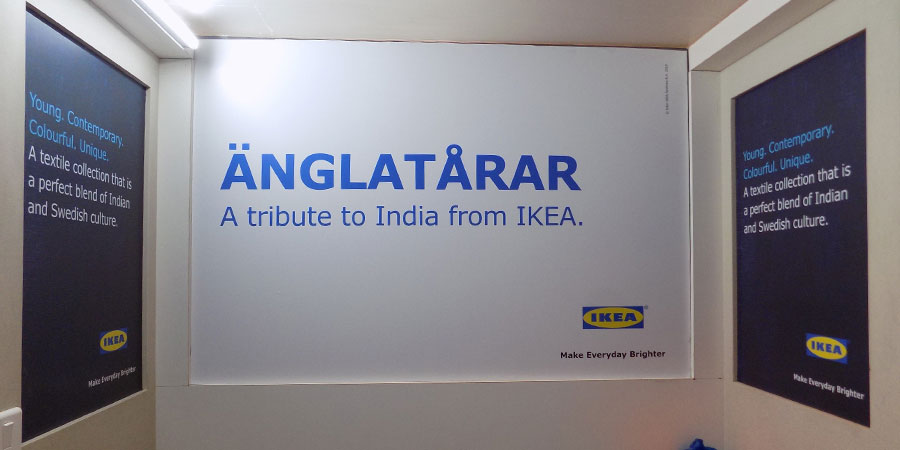 Young. Contemporary.
Colourful. Unique.
A textile collection that is
a perfect blend of Indian
and Swedish culture.
IKEA
Make Everyday Brighter
ÄNGLATÅRAR
A tribute to India from IKEA.
IKEA
Make Everyday Brighter
Young. Contemporary.
Colourful. Unique.
A textile collection that is
a perfect blend of Indian
and Swedish culture.
IKEA
Make Everyday Brighter